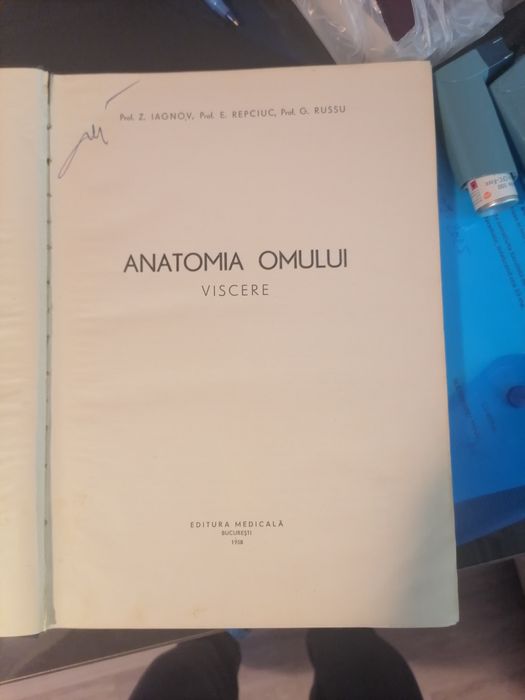 Prof. Z. IAGNOV, Prof. E. REPCIUC, Prof. G. RUSSU
ANATOMIA OMULUI
VISCERE
EDITURA MEDICALĂ
BUCUREȘTI
1958